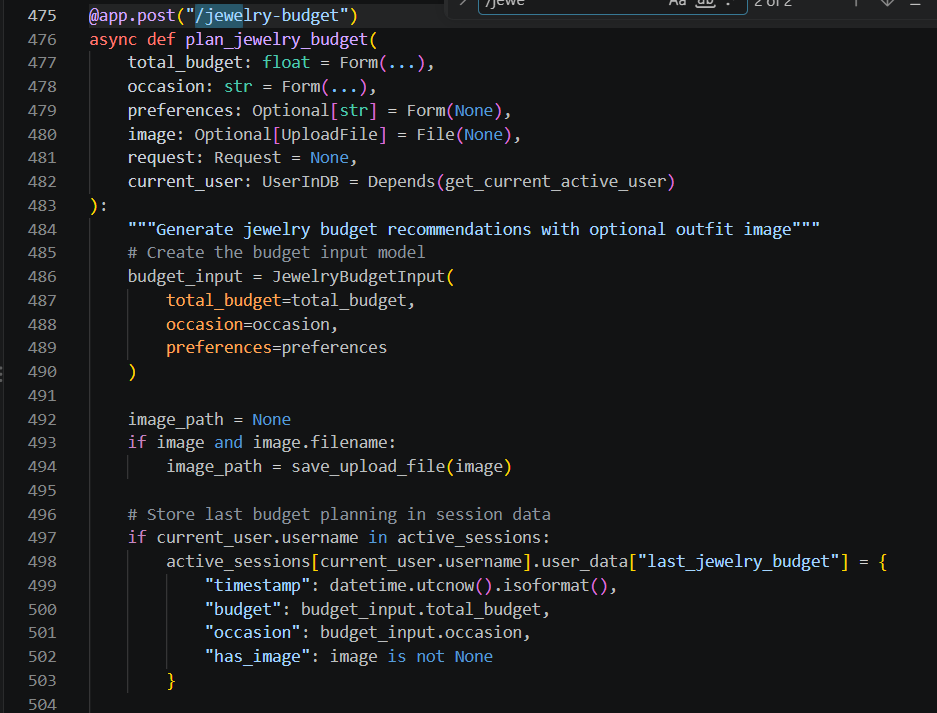 /jewe Aa ab 2 of 2
475 @app.post("/jewelry-budget")
476 async def plan_jewelry_budget(
477     total_budget: float = Form(...),
478     occasion: str = Form(...),
479     preferences: Optional[str] = Form(None),
480     image: Optional[UploadFile] = File(None),
481     request: Request = None,
482     current_user: UserInDB = Depends(get_current_active_user)
483 ):
484     """Generate jewelry budget recommendations with optional outfit image"""
485     # Create the budget input model
486     budget_input = JewelryBudgetInput(
487         total_budget=total_budget,
488         occasion=occasion,
489         preferences=preferences
490     )
491
492     image_path = None
493     if image and image.filename:
494         image_path = save_upload_file(image)
495
496     # Store last budget planning in session data
497     if current_user.username in active_sessions:
498         active_sessions[current_user.username].user_data["last_jewelry_budget"] = {
499             "timestamp": datetime.utcnow().isoformat(),
500             "budget": budget_input.total_budget,
501             "occasion": budget_input.occasion,
502             "has_image": image is not None
503         }
504